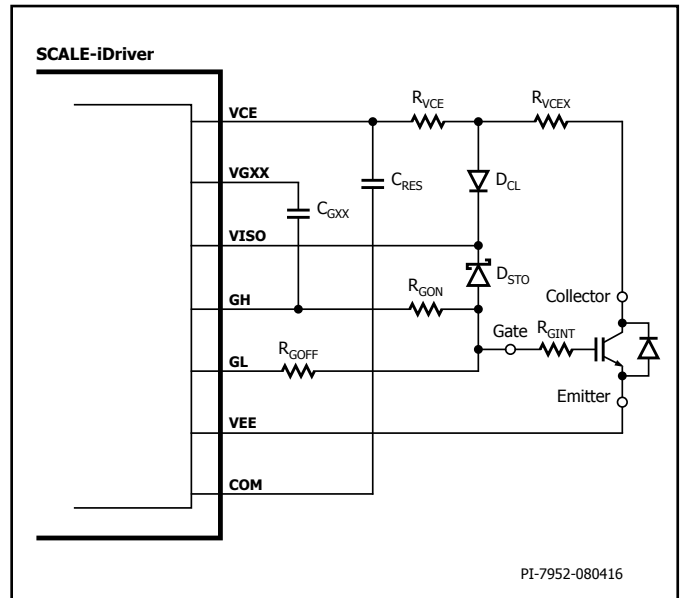 SCALE-iDriver
VCE
R_VCE
R_VCEX
VGXX
C_GXX
C_RES
D_CL
VISO
D_STO
GH
R_GON
Collector
Gate
R_GINT
GL
R_GOFF
Emitter
VEE
COM
PI-7952-080416